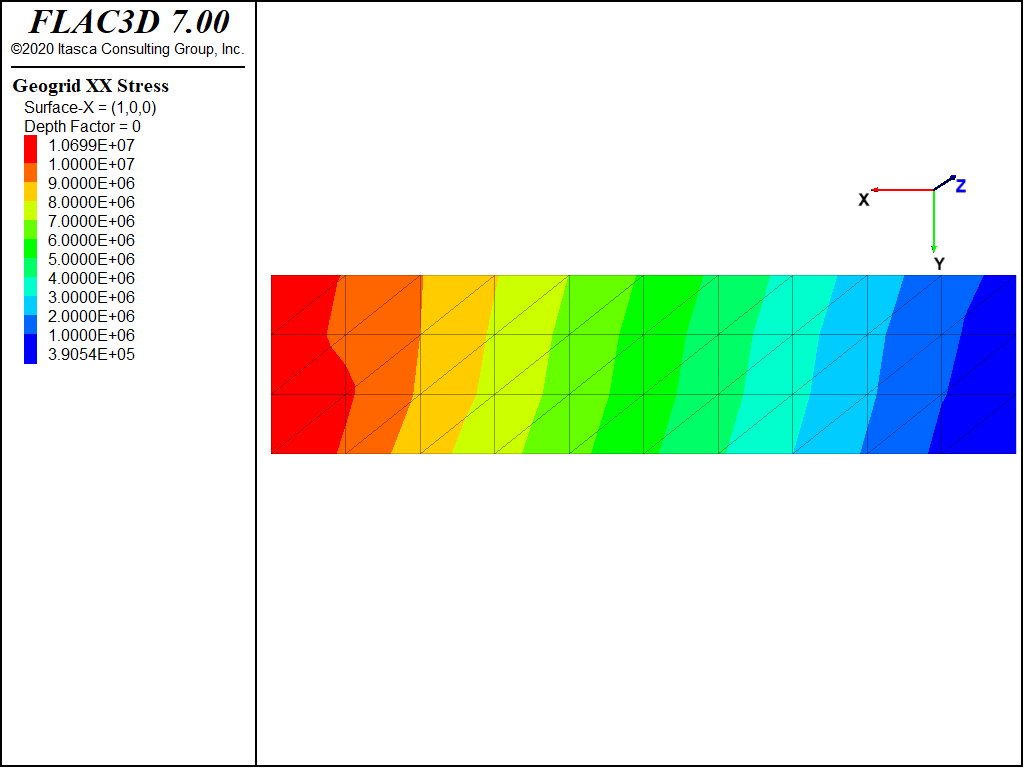 FLAC3D 7.00
©2020 Itasca Consulting Group, Inc.
Geogrid XX Stress
Surface-X = (1,0,0)
Depth Factor = 0
1.0699E+07
1.0000E+07
9.0000E+06
8.0000E+06
7.0000E+06
6.0000E+06
5.0000E+06
4.0000E+06
3.0000E+06
2.0000E+06
1.0000E+06
3.9054E+05
Z
X
Y